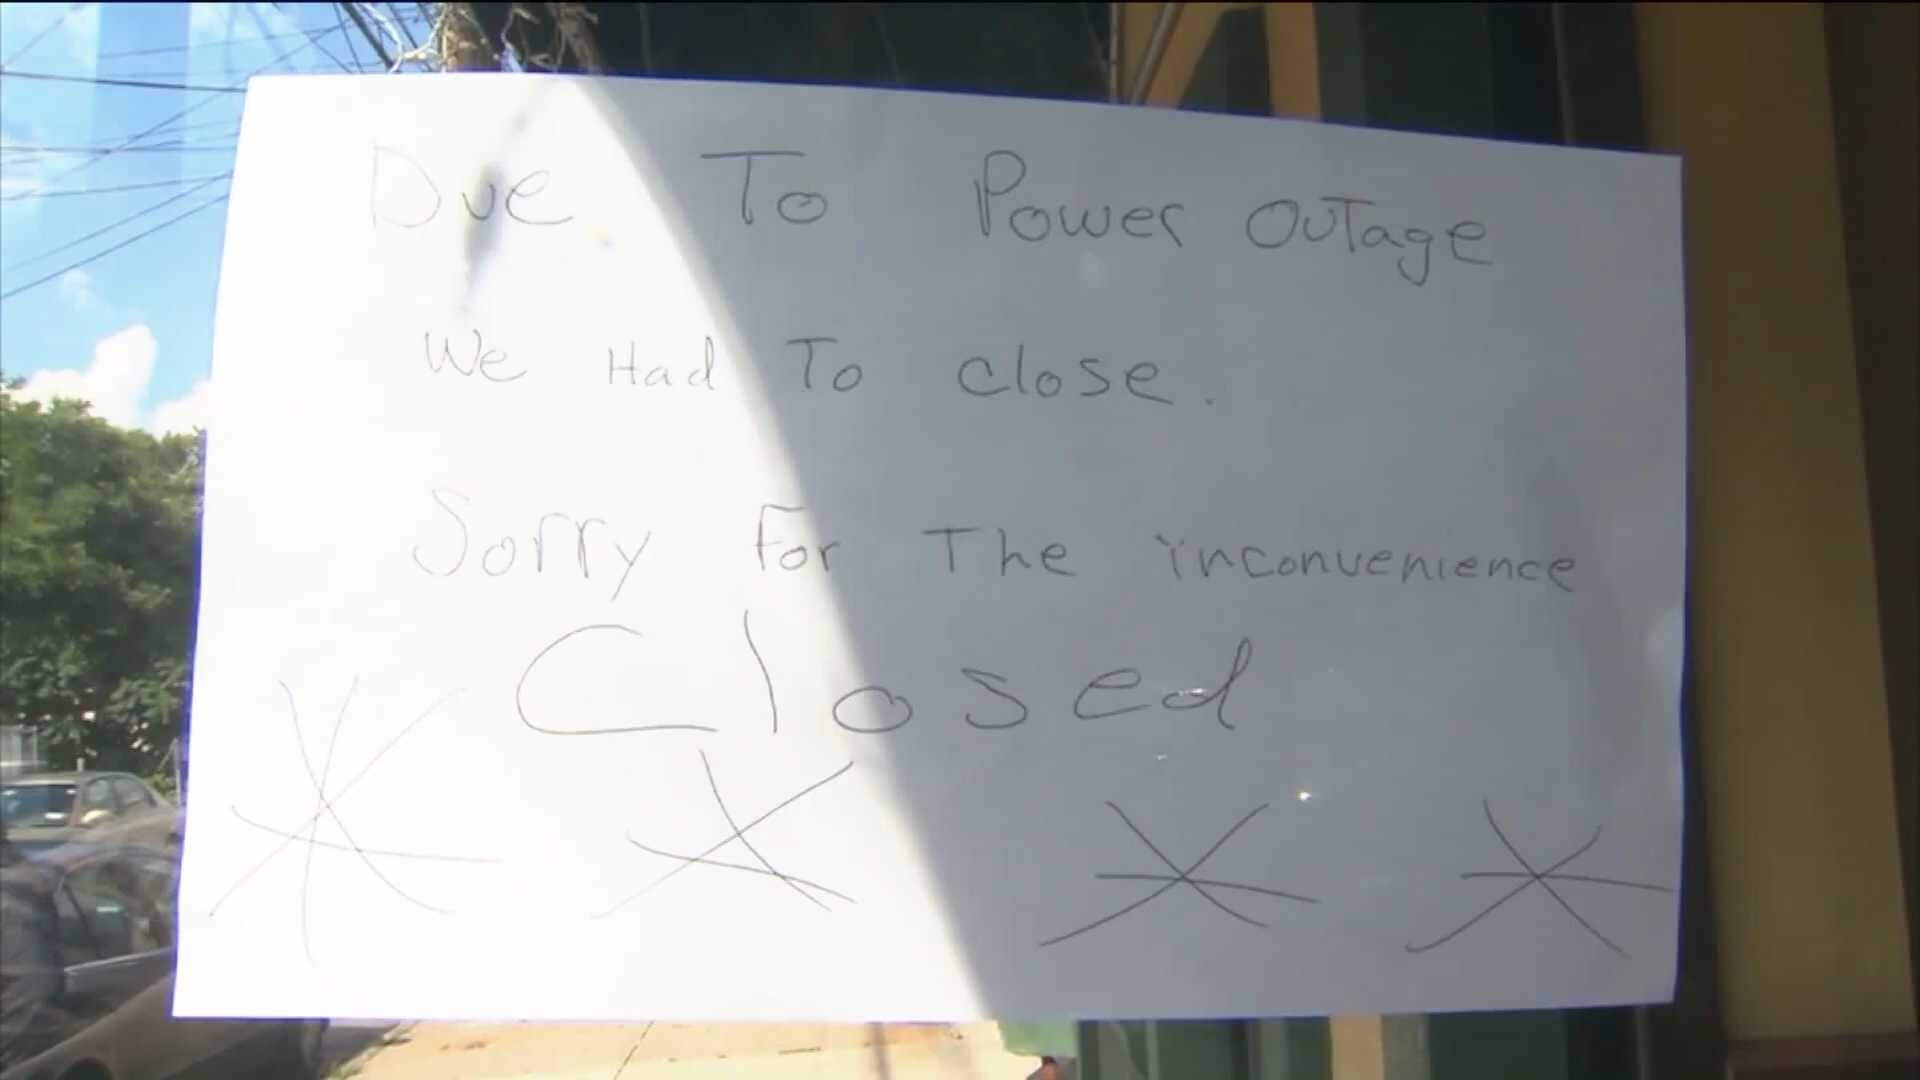 Due To Power OuTage
We Had To close.
Sorry For The inconvenience
Closed